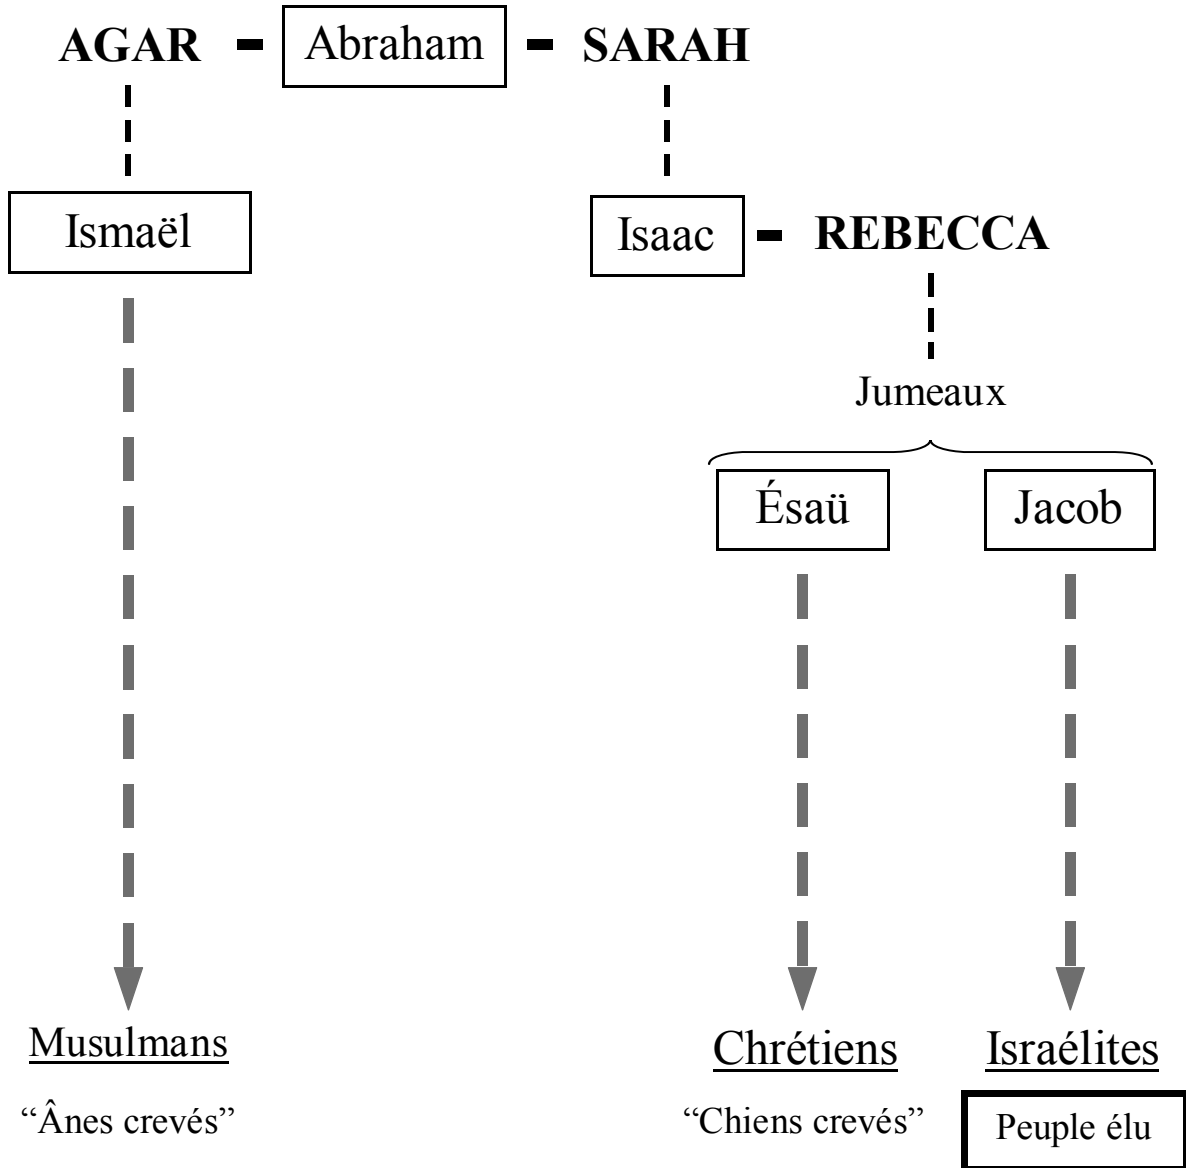 AGAR - Abraham - SARAH
Ismaël
Isaac - REBECCA
Jumeaux
Ésaü Jacob
Musulmans Chrétiens Israélites
“Ânes crevés” “Chiens crevés” Peuple élu